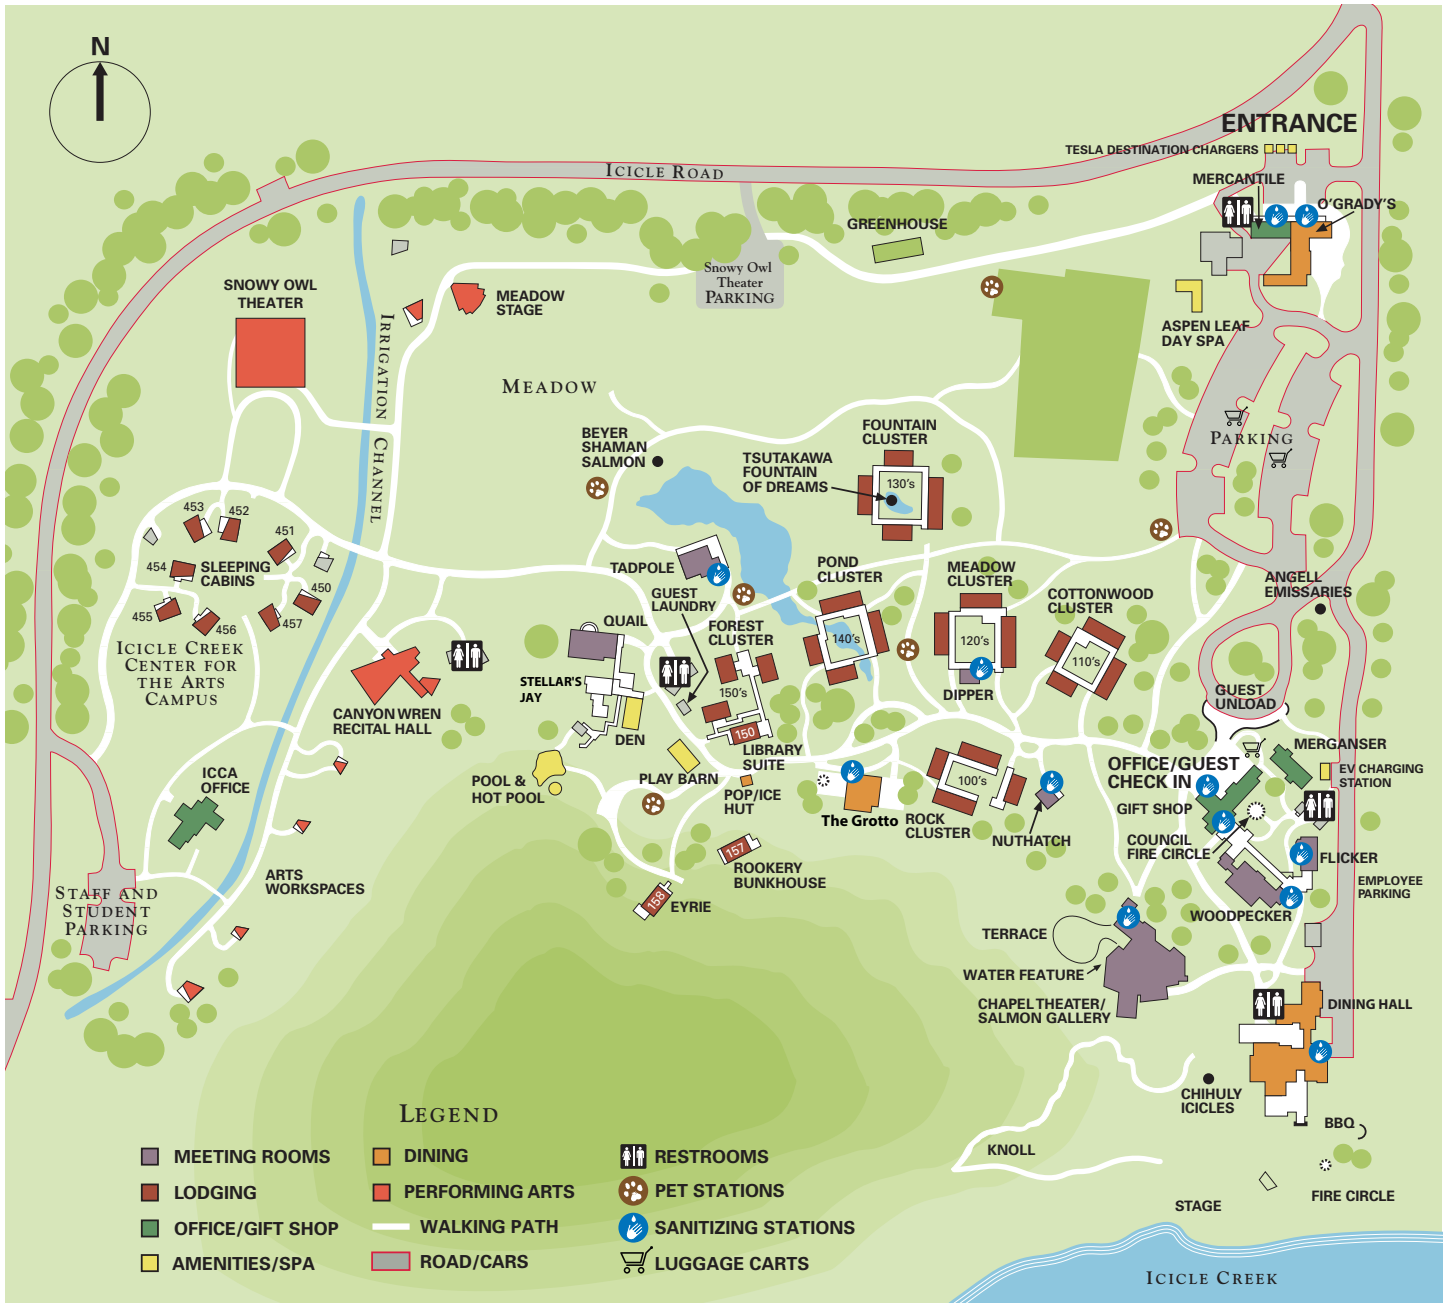 N
ENTRANCE
TESLA DESTINATION CHARGERS
MERCANTILE
O'GRADY'S
ICICLE ROAD
GREENHOUSE
SNOWY OWL
THEATER
MEADOW
STAGE
Snowy Owl
Theater
PARKING
ASPEN LEAF
DAY SPA
IRRIGATION CHANNEL
MEADOW
BEYER
SHAMAN
SALMON
TSUTAKAWA
FOUNTAIN
OF DREAMS
FOUNTAIN
CLUSTER
130's
PARKING
453
452
451
454
SLEEPING
CABINS
450
455
456
457
ICICLE CREEK
CENTER FOR
THE ARTS
CAMPUS
TADPOLE
GUEST
LAUNDRY
POND
CLUSTER
140's
MEADOW
CLUSTER
120's
DIPPER
COTTONWOOD
CLUSTER
110's
ANGELL
EMISSARIES
QUAIL
FOREST
CLUSTER
150's
150
STELLAR'S
JAY
DEN
CANYON WREN
RECITAL HALL
LIBRARY
SUITE
PLAY BARN
POOL &
HOT POOL
POP/ICE
HUT
The Grotto
ROCK
CLUSTER
100's
NUTHATCH
GUEST
UNLOAD
OFFICE/GUEST
CHECK IN
MERGANSER
EV CHARGING
STATION
GIFT SHOP
COUNCIL
FIRE CIRCLE
FLICKER
EMPLOYEE
PARKING
WOODPECKER
ICCA
OFFICE
ARTS
WORKSPACES
STAFF AND
STUDENT
PARKING
157
ROOKERY
BUNKHOUSE
158
EYRIE
TERRACE
WATER FEATURE
CHAPEL THEATER/
SALMON GALLERY
DINING HALL
CHIHULY
ICICLES
BBQ
KNOLL
FIRE CIRCLE
STAGE
ICICLE CREEK
LEGEND
MEETING ROOMS
LODGING
OFFICE/GIFT SHOP
AMENITIES/SPA
DINING
PERFORMING ARTS
WALKING PATH
ROAD/CARS
RESTROOMS
PET STATIONS
SANITIZING STATIONS
LUGGAGE CARTS